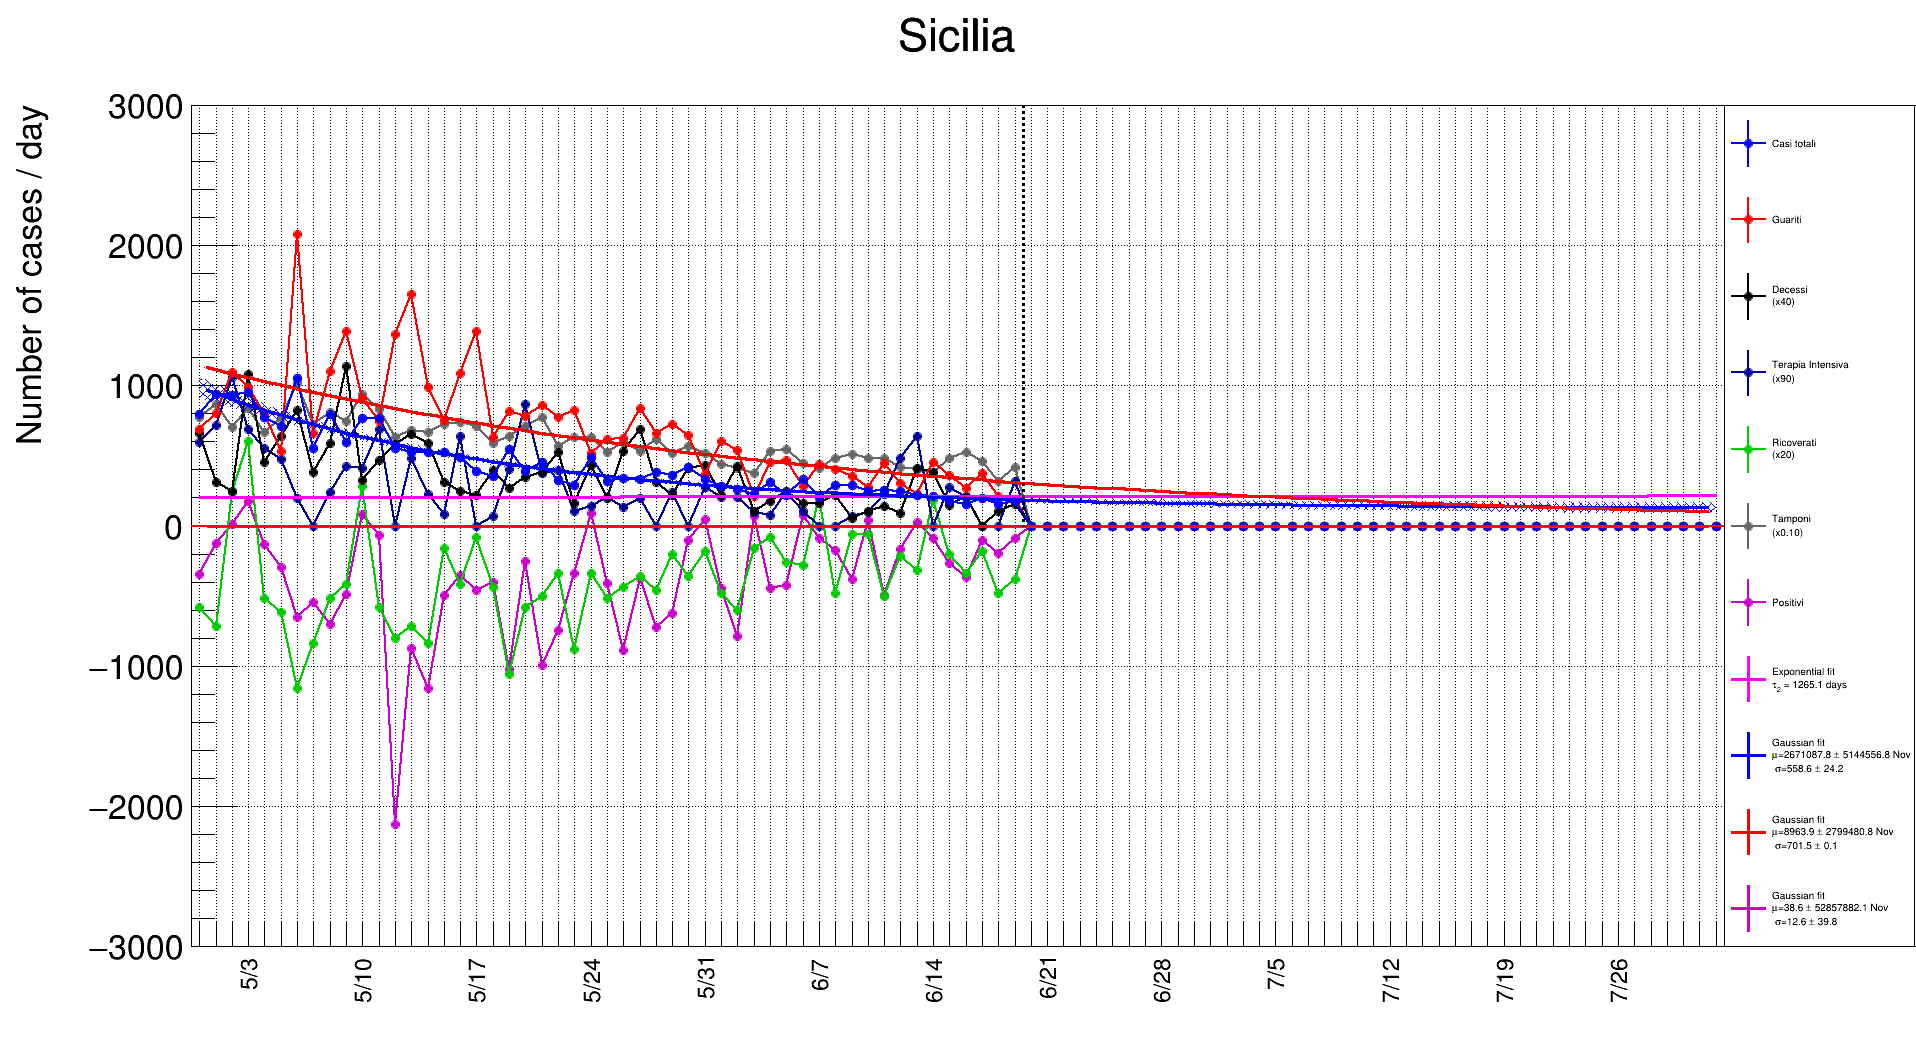 Sicilia
Number of cases / day
3000
2000
1000
0
−1000
−2000
−3000
5/3
5/10
5/17
5/24
5/31
6/7
6/14
6/21
6/28
7/5
7/12
7/19
7/26
Casi totali
Guariti
Decessi
(x40)
Terapia Intensiva
(x90)
Ricoverati
(x20)
Tamponi
(x0.10)
Positivi
Exponential fit
τ2 = 1265.1 days
Gaussian fit
μ=2671087.8 ± 5144556.8 Nov
σ=558.6 ± 24.2
Gaussian fit
μ=8963.9 ± 2799480.8 Nov
σ=701.5 ± 0.1
Gaussian fit
μ=38.6 ± 52857882.1 Nov
σ=12.6 ± 39.8